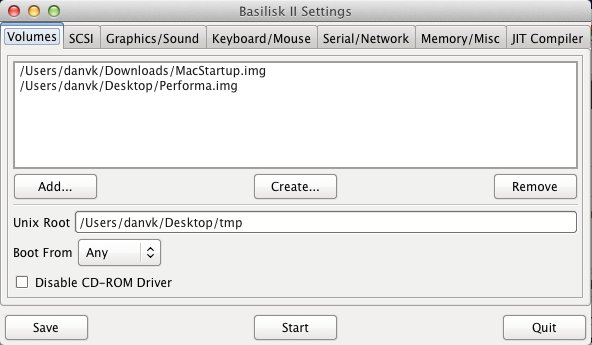 Basilisk II Settings
Volumes SCSI Graphics/Sound Keyboard/Mouse Serial/Network Memory/Misc JIT Compiler
/Users/danvk/Downloads/MacStartup.img
/Users/danvk/Desktop/Performa.img
Add... Create... Remove
Unix Root /Users/danvk/Desktop/tmp
Boot From Any
Disable CD-ROM Driver
Save Start Quit